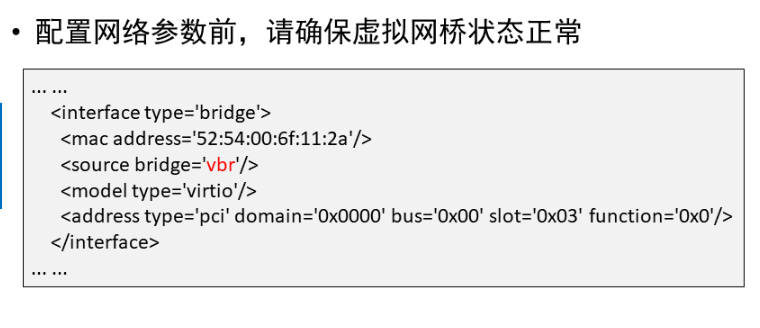 • 配置网络参数前，请确保虚拟网桥状态正常
... ...
<interface type='bridge'>
<mac address='52:54:00:6f:11:2a'/>
<source bridge='vbr'/>
<model type='virtio'/>
<address type='pci' domain='0x0000' bus='0x00' slot='0x03' function='0x0'/>
</interface>
... ...